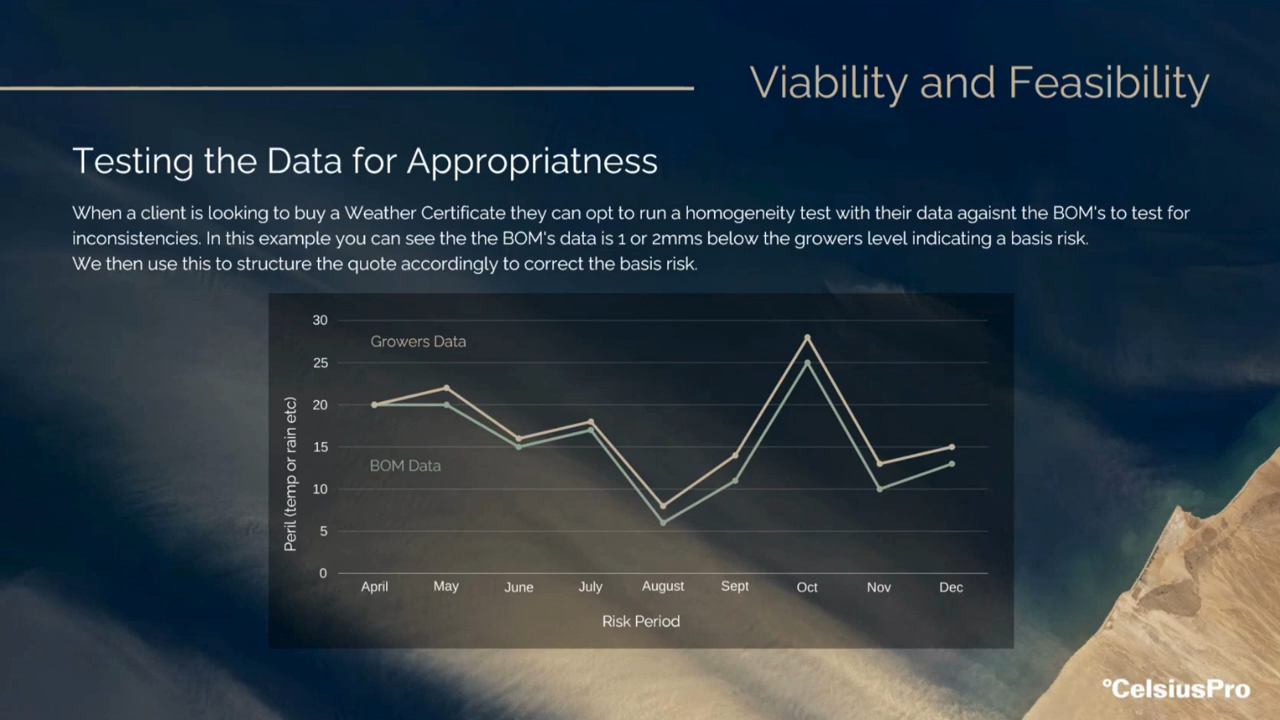 Viability and Feasibility
Testing the Data for Appropriatness
When a client is looking to buy a Weather Certificate they can opt to run a homogeneity test with their data agaisnt the BOM's to test for
inconsistencies. In this example you can see the the BOM's data is 1 or 2mms below the growers level indicating a basis risk.
We then use this to structure the quote accordingly to correct the basis risk.
30
Growers Data
25
20
15
BOM Data
10
5
0
Peril (temp or rain etc)
April May June July August Sept Oct Nov Dec
Risk Period
°CelsiusPro